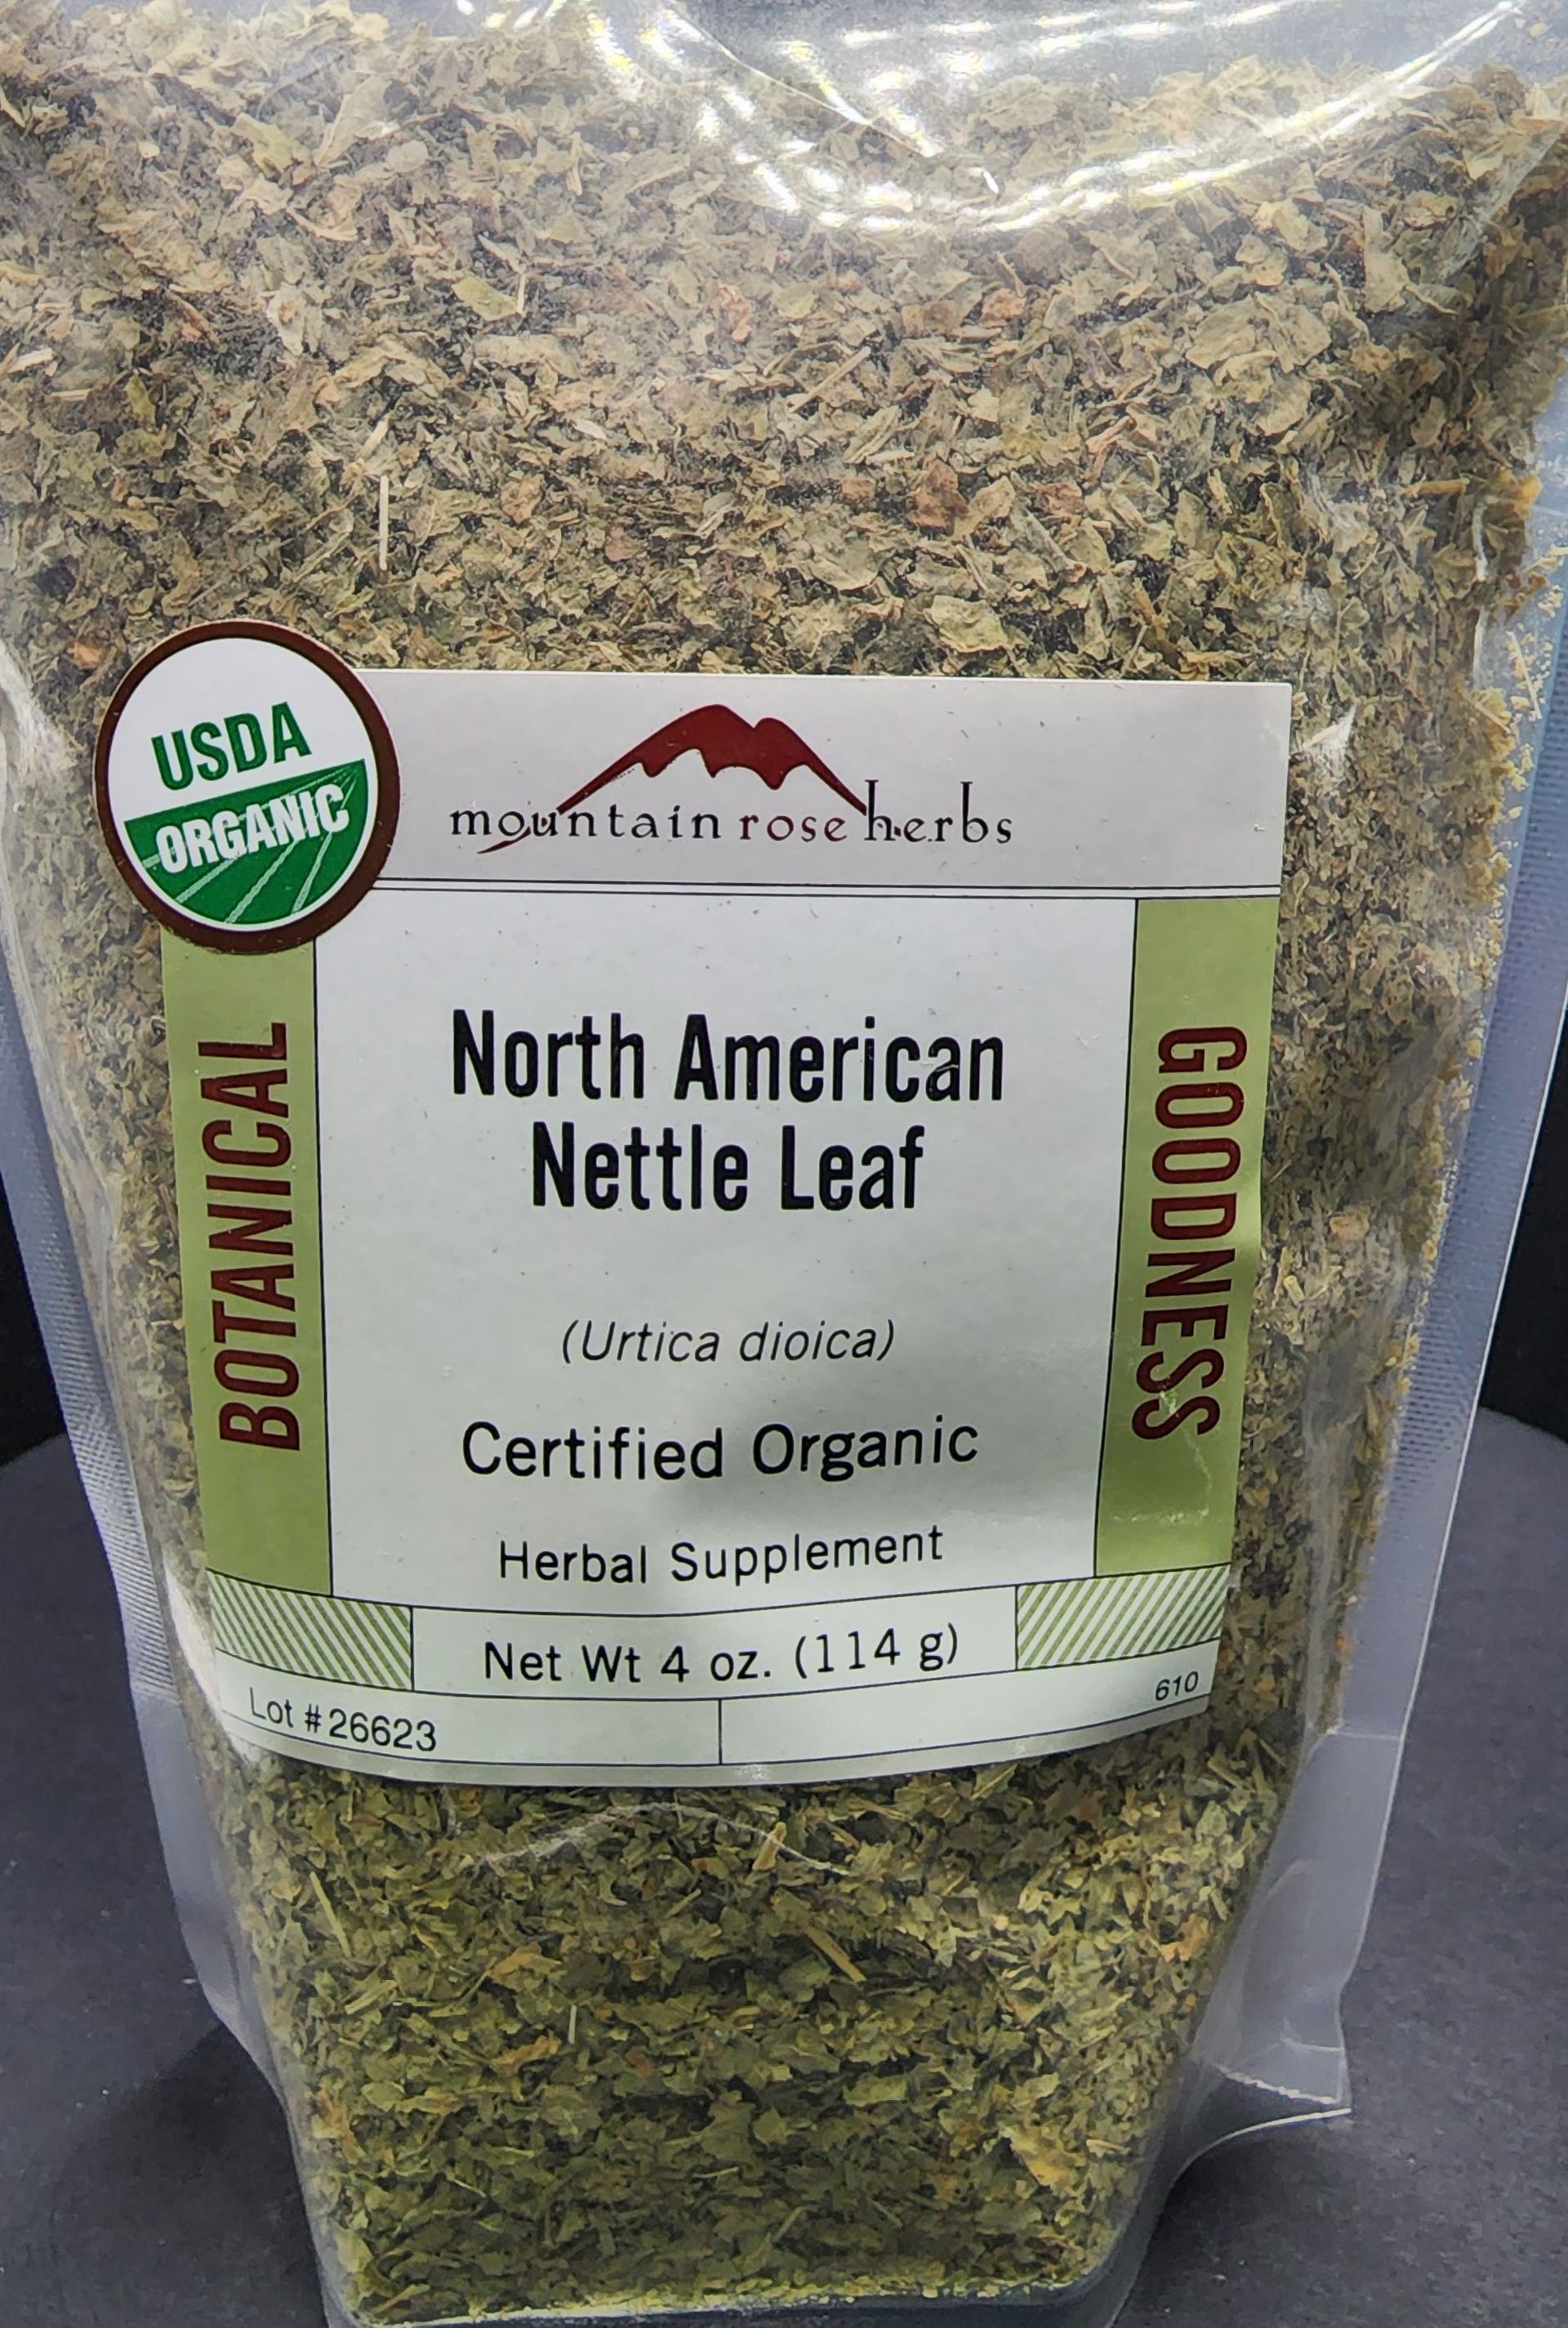 USDA
ORGANIC
mountain rose herbs
BOTANICAL
North American
Nettle Leaf
(Urtica dioica)
Certified Organic
Herbal Supplement
GOODNESS
Net Wt 4 oz. (114 g)
Lot #26623
610